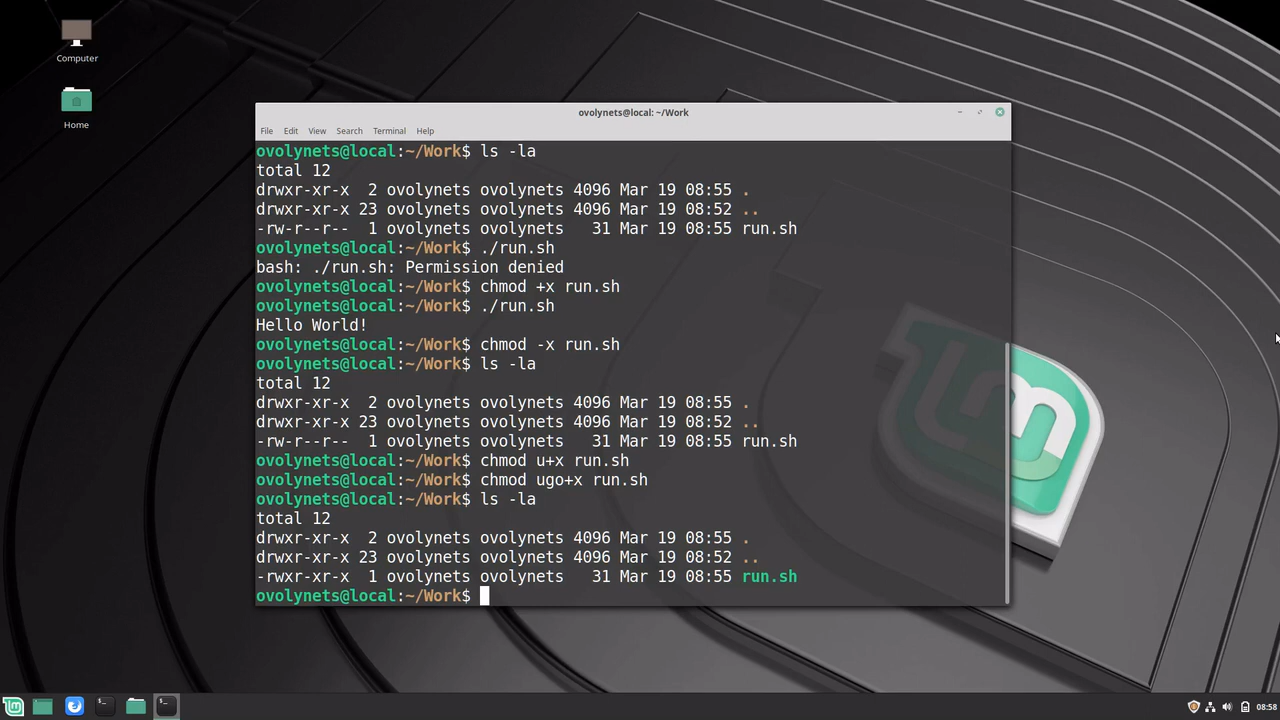 Computer
Home
ovolynets@local: ~/Work
File Edit View Search Terminal Help
ovolynets@local:~/Work$ ls -la
total 12
drwxr-xr-x  2 ovolynets ovolynets 4096 Mar 19 08:55 .
drwxr-xr-x 23 ovolynets ovolynets 4096 Mar 19 08:52 ..
-rw-r--r--  1 ovolynets ovolynets   31 Mar 19 08:55 run.sh
ovolynets@local:~/Work$ ./run.sh
bash: ./run.sh: Permission denied
ovolynets@local:~/Work$ chmod +x run.sh
ovolynets@local:~/Work$ ./run.sh
Hello World!
ovolynets@local:~/Work$ chmod -x run.sh
ovolynets@local:~/Work$ ls -la
total 12
drwxr-xr-x  2 ovolynets ovolynets 4096 Mar 19 08:55 .
drwxr-xr-x 23 ovolynets ovolynets 4096 Mar 19 08:52 ..
-rw-r--r--  1 ovolynets ovolynets   31 Mar 19 08:55 run.sh
ovolynets@local:~/Work$ chmod u+x run.sh
ovolynets@local:~/Work$ chmod ugo+x run.sh
ovolynets@local:~/Work$ ls -la
total 12
drwxr-xr-x  2 ovolynets ovolynets 4096 Mar 19 08:55 .
drwxr-xr-x 23 ovolynets ovolynets 4096 Mar 19 08:52 ..
-rwxr-xr-x  1 ovolynets ovolynets   31 Mar 19 08:55 run.sh
ovolynets@local:~/Work$
08:58